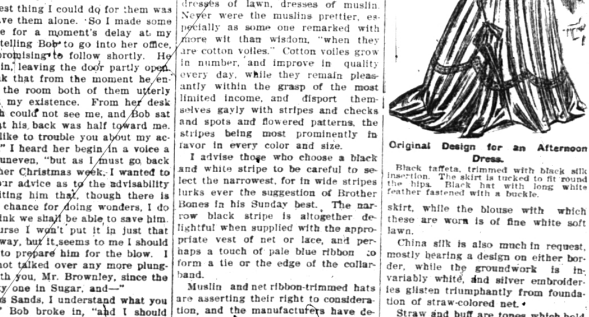 est thing I could do for them was
ave them alone. So I made some
e for a moment's delay at my
telling Bob to go into her office,
promising to follow shortly. He
in, leaving the door partly open.
k that from the moment he en-
the room both of them utterly
my existence. From her desk
h could not see me, and Bob sat
at his back was half toward me.
like to trouble you about my ac-
" I heard her begin in a voice a
uneven, "but as I must go back
her Christmas week, I wanted to
ur advice as to the advisability
iting him that, though there is
chance for doing wonders, I do
ink we shall be able to save him.
urse I won't put it in just that
way, but it seems to me I should
to prepare him for the blow. I
not talked over any more plung-
th you, Mr. Brownley, since the
y one in Sugar, and—"
s Sands, I understand what you
Bob broke in, "and I should
dresses of lawn, dresses of muslin.
Never were the muslins prettier, es-
pecially as some one remarked with
more wit than wisdom, "when they
are cotton voiles." Cotton voiles grow
in number, and improve in quality
every day, while they remain pleas-
antly within the grasp of the most
limited income, and disport them-
selves gayly with stripes and checks
and spots and flowered patterns, the
stripes being most prominently in
favor in every color and size.
I advise those who choose a black
and white stripe to be careful to se-
lect the narrowest, for in wide stripes
lurks ever the suggestion of Brother
Bones in his Sunday best. The nar-
row black stripe is altogether de-
lightful when supplied with the appro-
priate vest of net or lace, and per-
haps a touch of pale blue ribbon to
form a tie or the edge of the collar-
band.
Muslin and net ribbon-trimmed hats
are asserting their rights to considera-
tion, and the manufacturers have de-
Original Design for an Afternoon
Dress.
Black taffeta, trimmed with black silk
insertion. The skirt is tucked to fit round
the hips. Black hat with long white
feather fastened with a buckle.
skirt, while the blouse with which
these are worn is of fine white soft
lawn.
China silk is also much in request,
mostly bearing a design on either bor-
der, while the groundwork is in-
variably white, and silver embroider-
ies glisten triumphantly from founda-
tion of straw-colored net.
Straw and buff are tones which hold